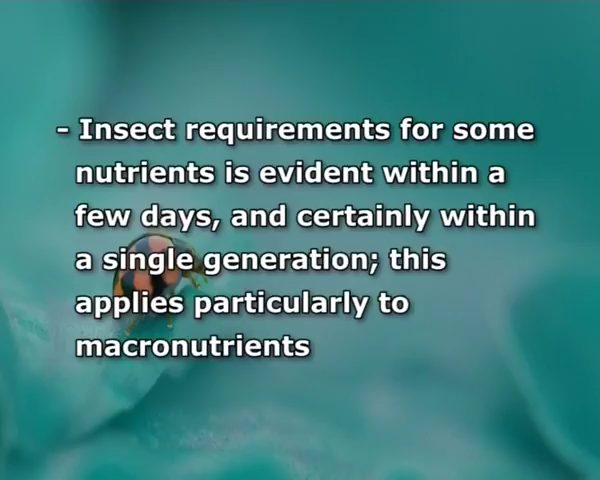 - Insect requirements for some
nutrients is evident within a
few days, and certainly within
a single generation; this
applies particularly to
macronutrients